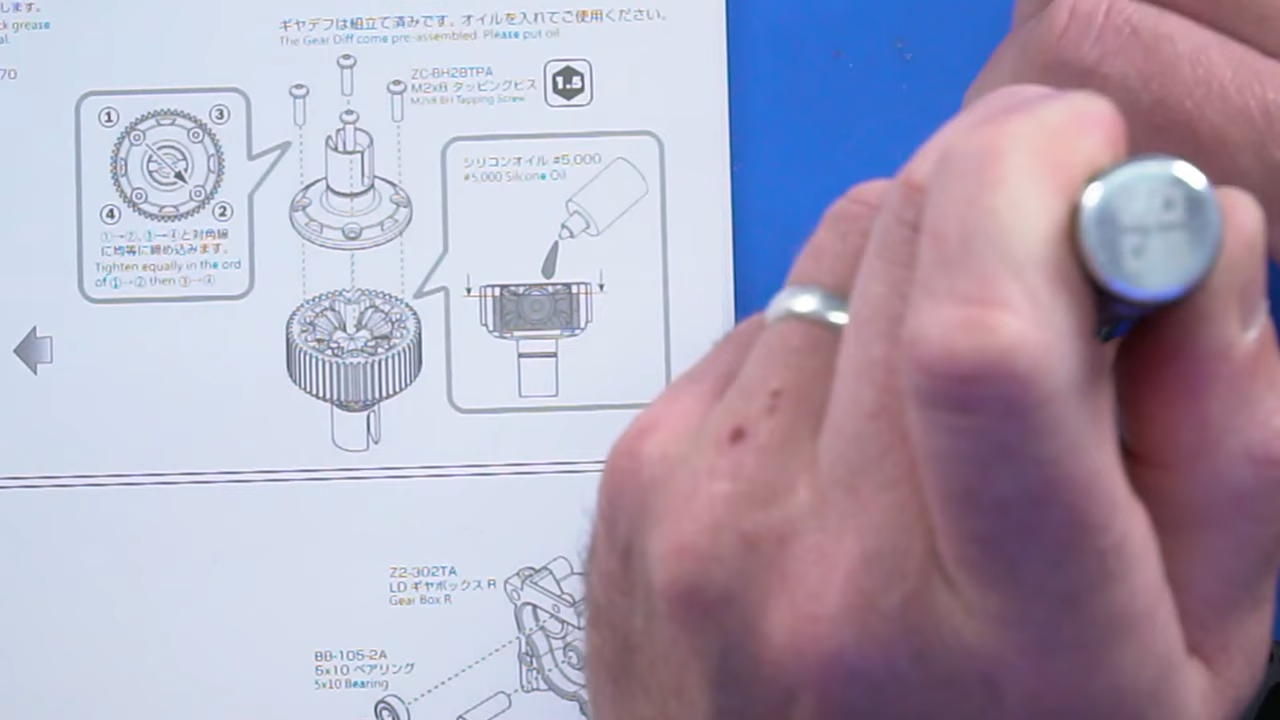 します。
ck grease
al.
70
ギヤデフは組立て済みです。オイルを入れてご使用ください。
The Gear Diff come pre-assembled. Please put oil
ZC-BH28TPA
M2x8 タッピングビス
M2x8 BH Tapping Screw
1.5
① ③
④ ②
①→②、③→④と対角線
に均等に締め込みます。
Tighten equally in the ord
of ①→② then ③→④
シリコンオイル #5,000
#5,000 Silicone Oil
Z2-302TA
LD ギヤボックス R
Gear Box R
BB-105-2A
5x10 ベアリング
5x10 Bearing